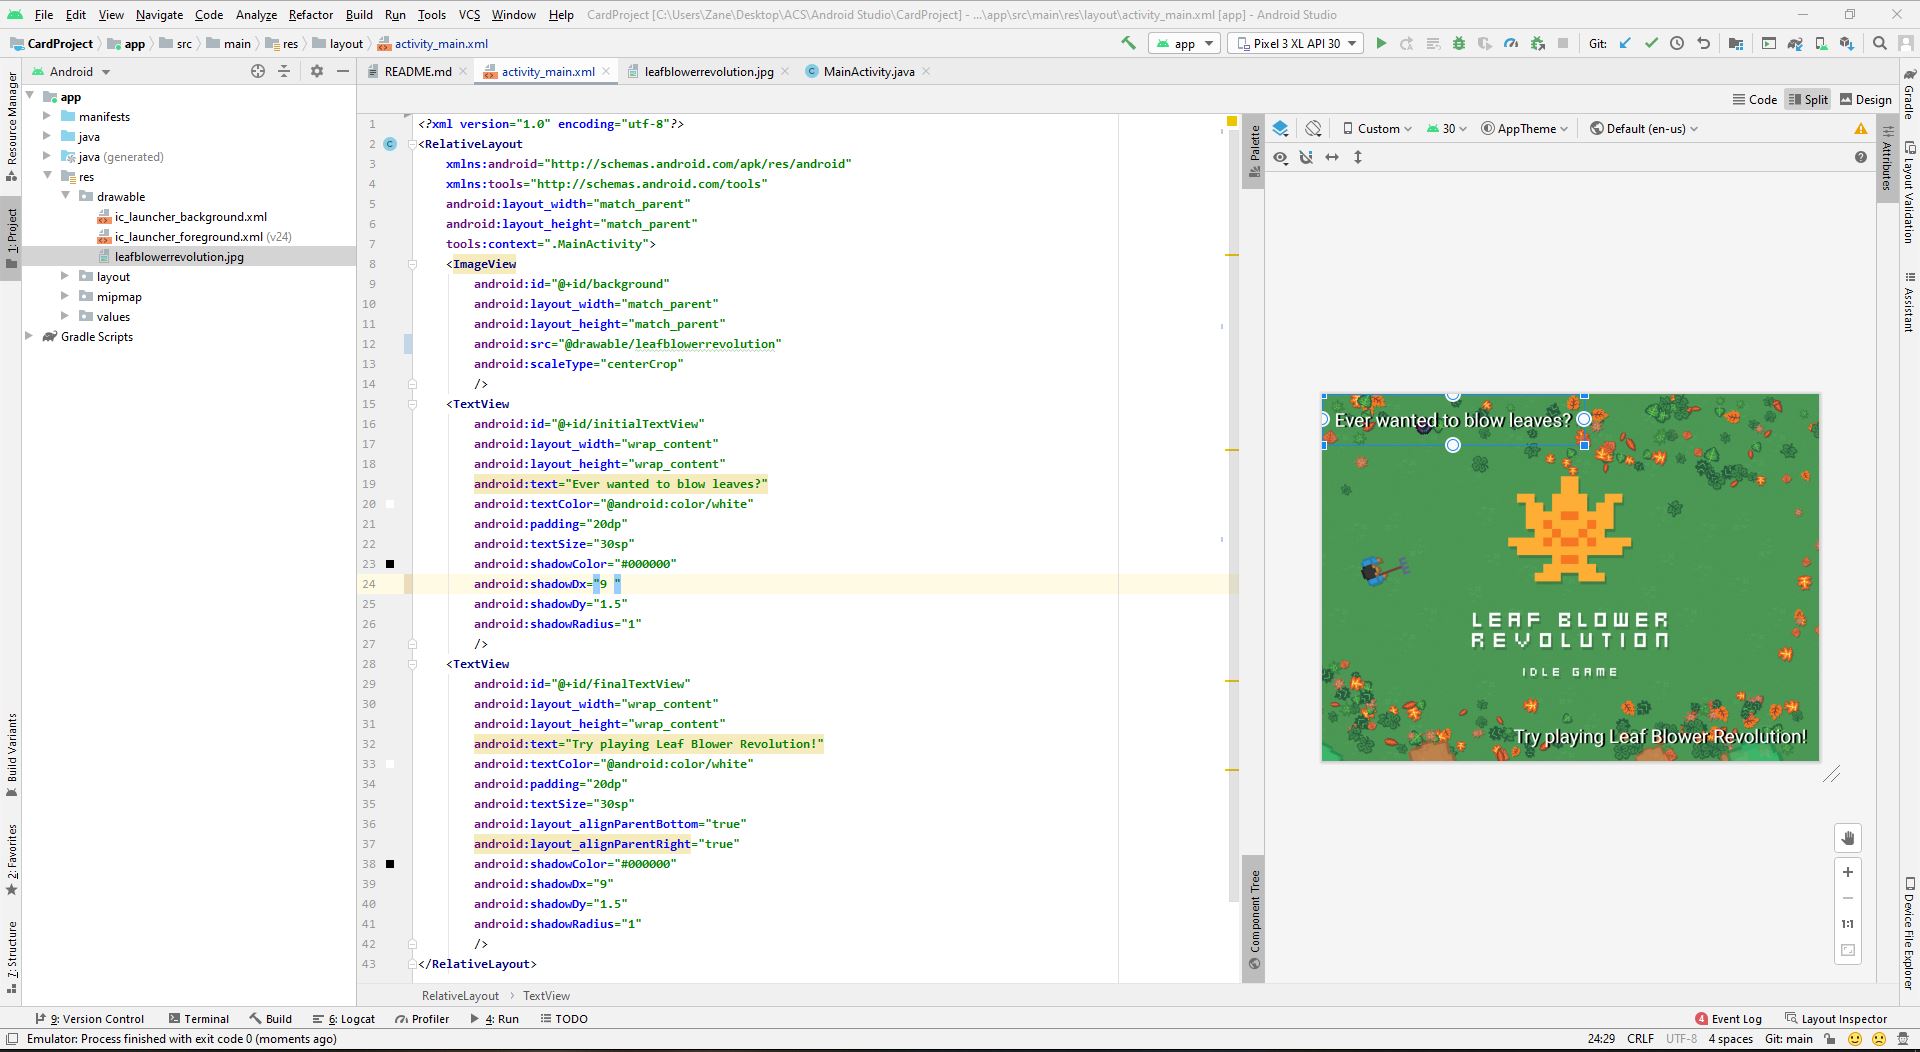 File Edit View Navigate Code Analyze Refactor Build Run Tools VCS Window Help CardProject [C:\Users\Zane\Desktop\ACS\Android Studio\CardProject] - ...\app\src\main\res\layout\activity_main.xml [app] - Android Studio
CardProject app src main res layout activity_main.xml app Pixel 3 XL API 30 Git:
Android README.md activity_main.xml leafblowerrevolution.jpg MainActivity.java
Code Split Design
Resource Manager
1: Project
Build Variants
2: Favorites
7: Structure
app
manifests
java
java (generated)
res
drawable
ic_launcher_background.xml
ic_launcher_foreground.xml (v24)
leafblowerrevolution.jpg
layout
mipmap
values
Gradle Scripts
1 <?xml version="1.0" encoding="utf-8"?>
2 <RelativeLayout
3 xmlns:android="http://schemas.android.com/apk/res/android"
4 xmlns:tools="http://schemas.android.com/tools"
5 android:layout_width="match_parent"
6 android:layout_height="match_parent"
7 tools:context=".MainActivity">
8 <ImageView
9 android:id="@+id/background"
10 android:layout_width="match_parent"
11 android:layout_height="match_parent"
12 android:src="@drawable/leafblowerrevolution"
13 android:scaleType="centerCrop"
14 />
15 <TextView
16 android:id="@+id/initialTextView"
17 android:layout_width="wrap_content"
18 android:layout_height="wrap_content"
19 android:text="Ever wanted to blow leaves?"
20 android:textColor="@android:color/white"
21 android:padding="20dp"
22 android:textSize="30sp"
23 android:shadowColor="#000000"
24 android:shadowDx="9 "
25 android:shadowDy="1.5"
26 android:shadowRadius="1"
27 />
28 <TextView
29 android:id="@+id/finalTextView"
30 android:layout_width="wrap_content"
31 android:layout_height="wrap_content"
32 android:text="Try playing Leaf Blower Revolution!"
33 android:textColor="@android:color/white"
34 android:padding="20dp"
35 android:textSize="30sp"
36 android:layout_alignParentBottom="true"
37 android:layout_alignParentRight="true"
38 android:shadowColor="#000000"
39 android:shadowDx="9"
40 android:shadowDy="1.5"
41 android:shadowRadius="1"
42 />
43 </RelativeLayout>
RelativeLayout TextView
Palette
Component Tree
Custom 30 AppTheme Default (en-us)
Ever wanted to blow leaves?
LEAF BLOWER
REVOLUTION
IDLE GAME
Try playing Leaf Blower Revolution!
1:1
Attributes
Gradle
Layout Validation
Assistant
Device File Explorer
9: Version Control Terminal Build 6: Logcat Profiler 4: Run TODO 4 Event Log Layout Inspector
Emulator: Process finished with exit code 0 (moments ago) 24:29 CRLF UTF-8 4 spaces Git: main